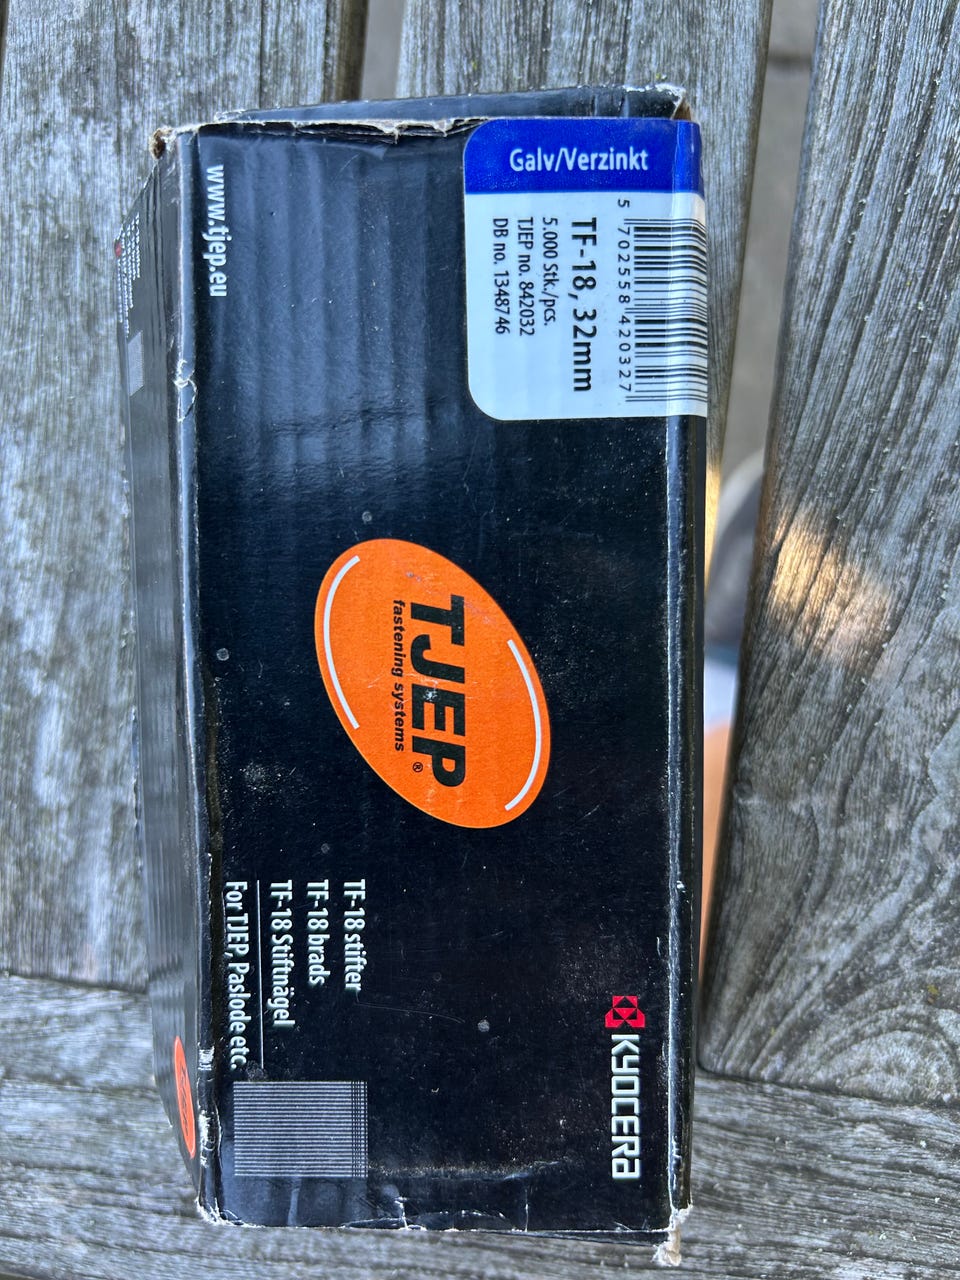 www.tjep.eu
Galv/Verzinkt
TF-18, 32mm
5.000 Stk./pcs.
TJEP no. 842032
DB no. 1348746
5 702558 420327
TJEP
fastening systems®
TF-18 stifter
TF-18 brads
TF-18 Stiftnägel
For TJEP, Paslode etc.
KYOCERA